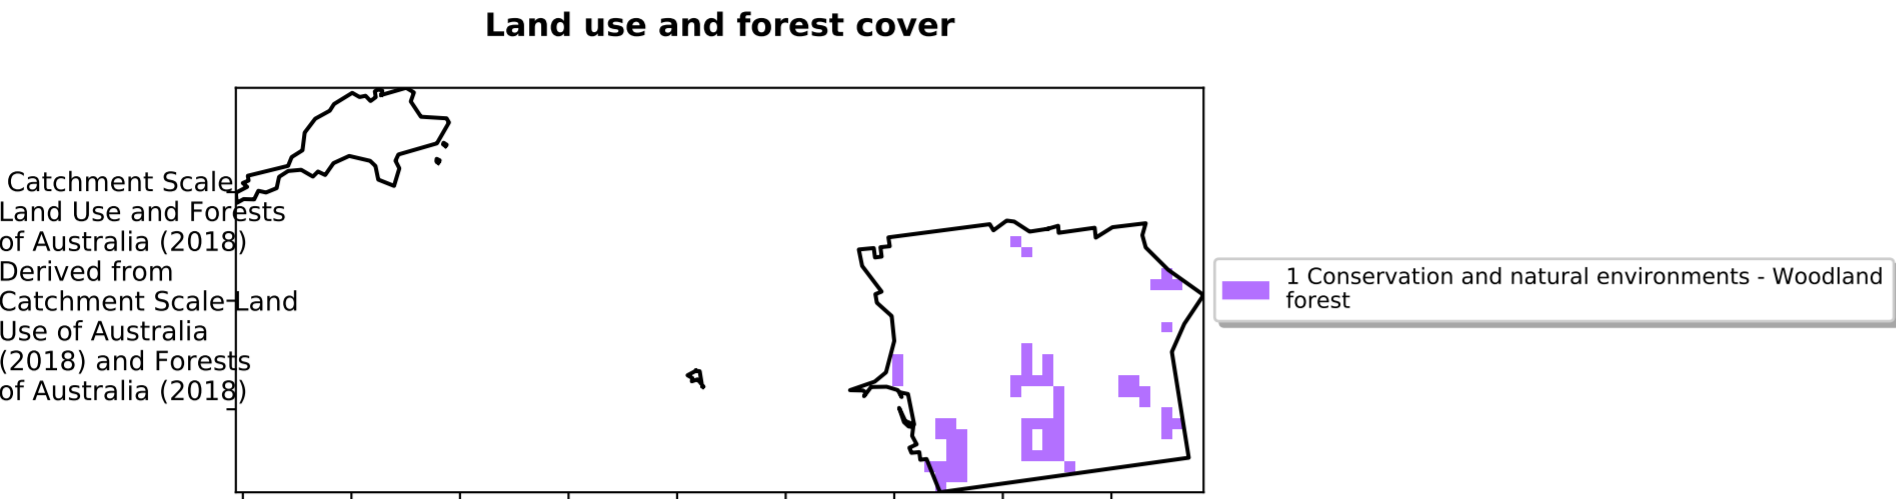 Land use and forest cover
Catchment Scale
Land Use and Forests
of Australia (2018)
Derived from
Catchment Scale Land
Use of Australia
(2018) and Forests
of Australia (2018)
1 Conservation and natural environments - Woodland
forest